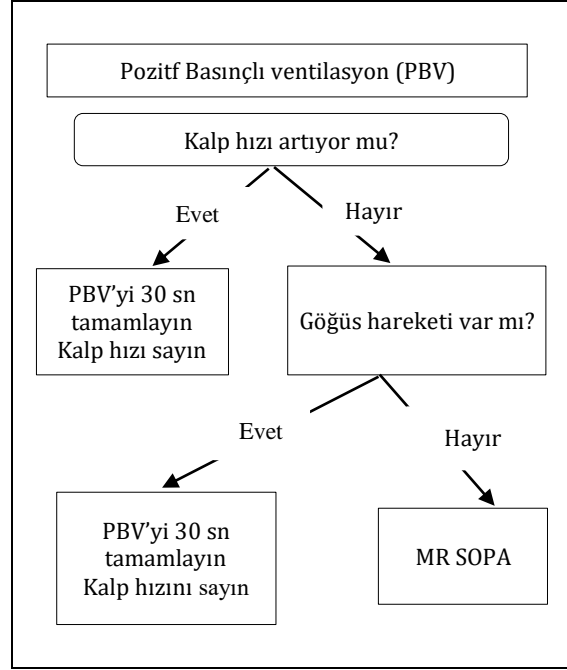 Pozitf Basınçlı ventilasyon (PBV)
Kalp hızı artıyor mu?
Evet
Hayır
PBV’yi 30 sn
tamamlayın
Kalp hızı sayın
Göğüs hareketi var mı?
Evet
Hayır
PBV’yi 30 sn
tamamlayın
Kalp hızını sayın
MR SOPA